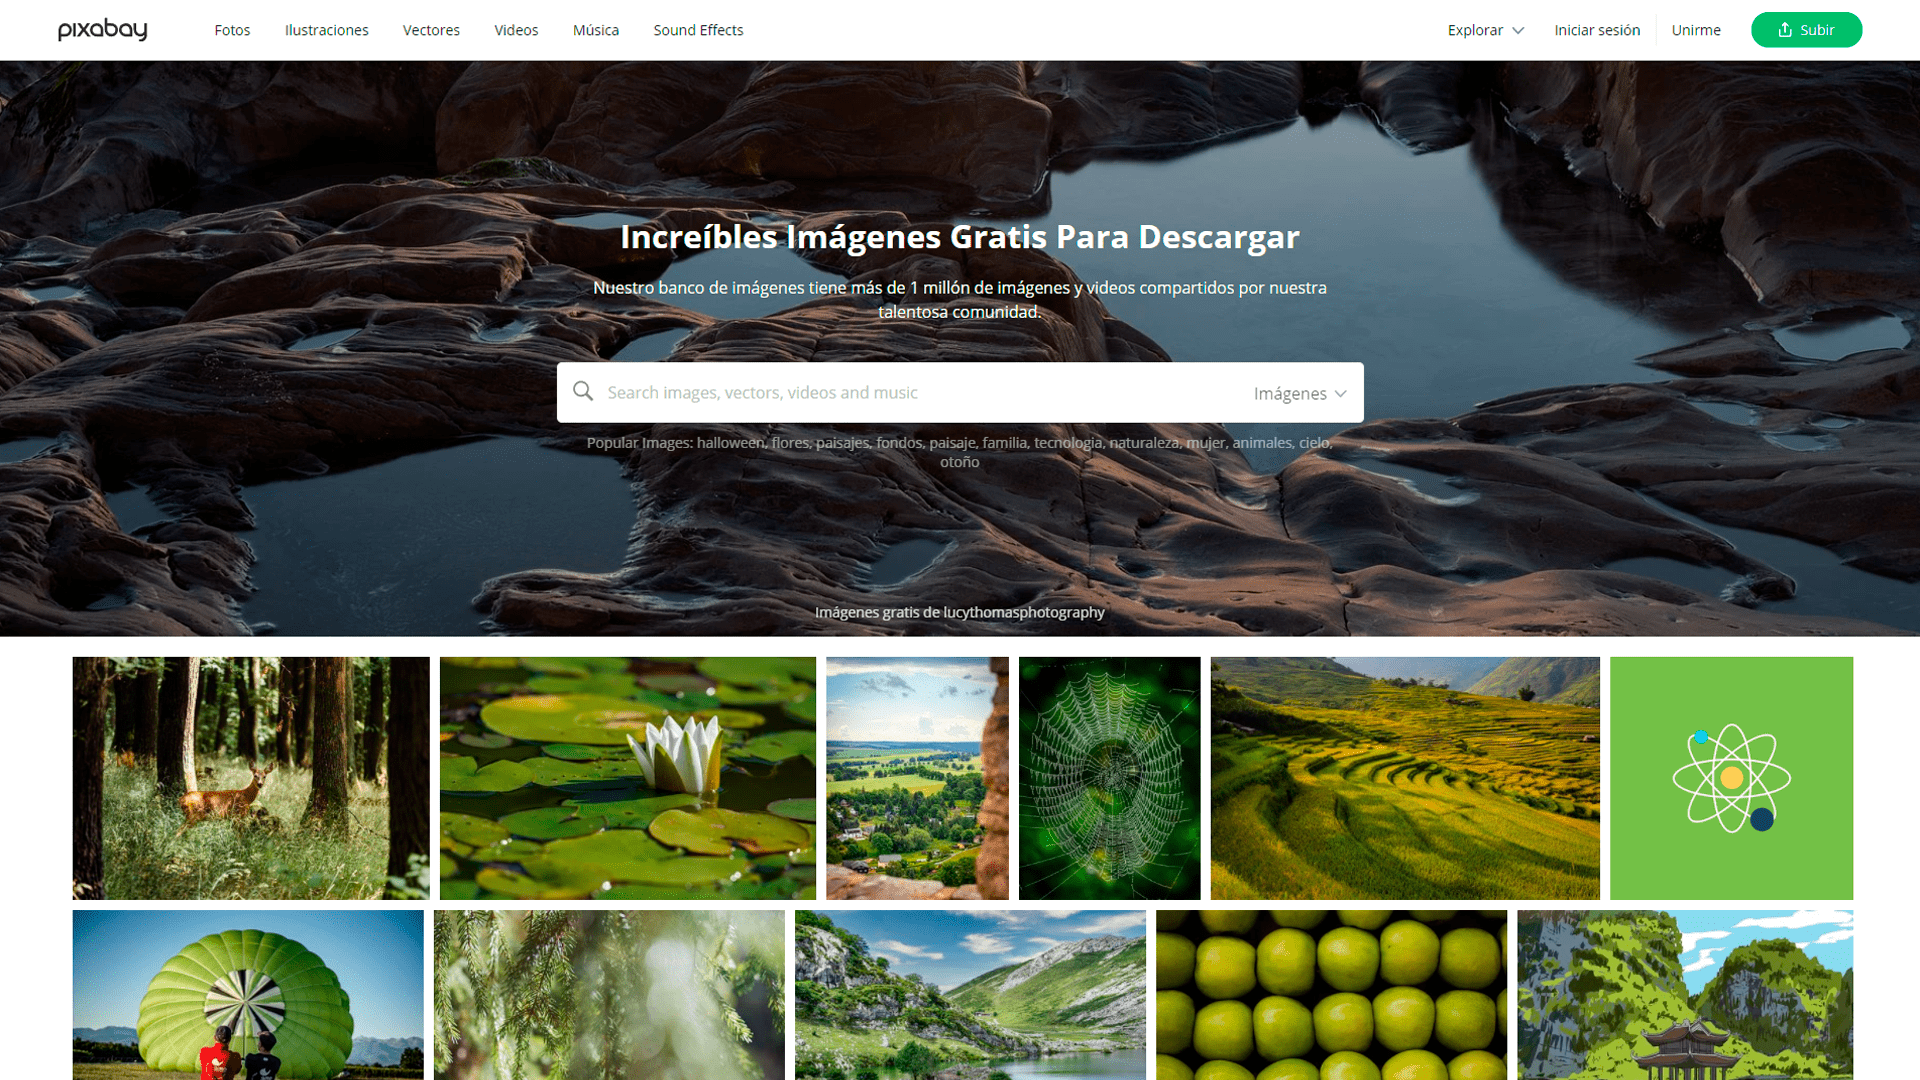 pixabay
Fotos
Ilustraciones
Vectores
Videos
Música
Sound Effects
Explorar
Iniciar sesión
Unirme
Subir
Increíbles Imágenes Gratis Para Descargar
Nuestro banco de imágenes tiene más de 1 millón de imágenes y videos compartidos por nuestra
talentosa comunidad.
Search images, vectors, videos and music
Imágenes
Popular Images: halloween, flores, paisajes, fondos, paisaje, familia, tecnologia, naturaleza, mujer, animales, cielo,
otoño
Imágenes gratis de lucythomasphotography